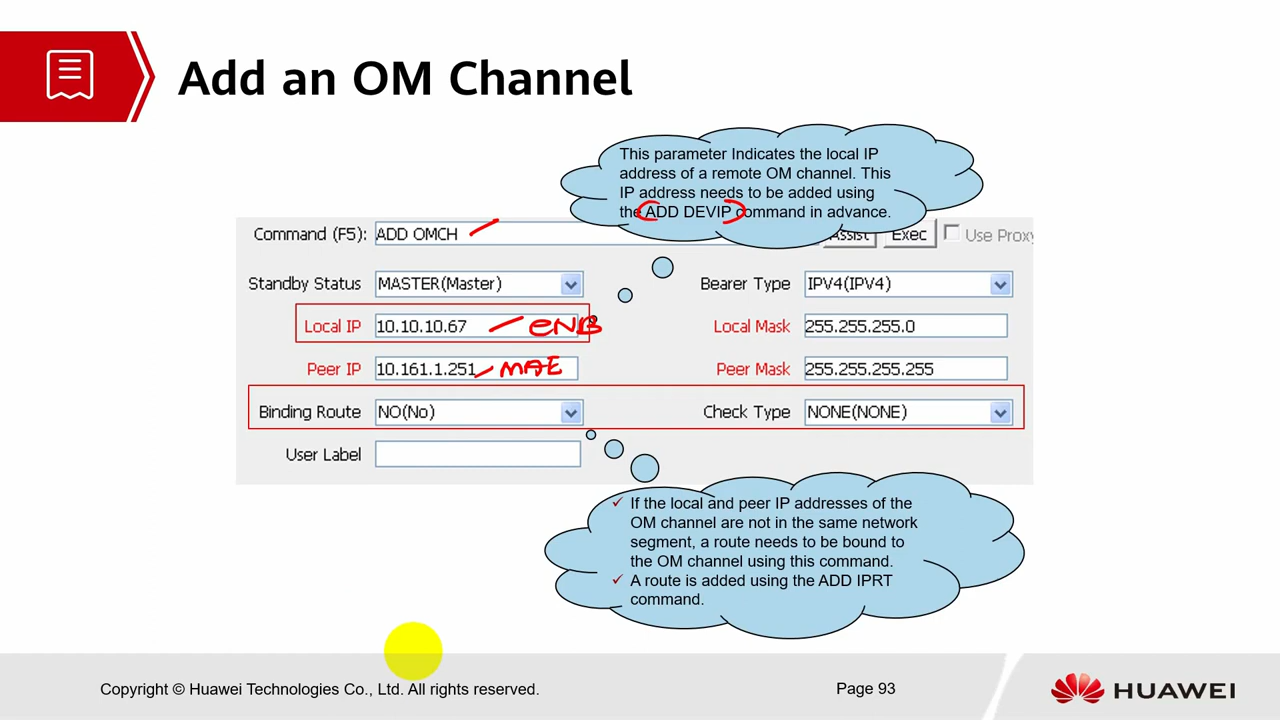 Add an OM Channel
This parameter Indicates the local IP
address of a remote OM channel. This
IP address needs to be added using
the ADD DEVIP command in advance.
Command (F5): ADD OMCH Assist Exec Use Proxy
Standby Status MASTER(Master) Bearer Type IPV4(IPV4)
Local IP 10.10.10.67 eNB Local Mask 255.255.255.0
Peer IP 10.161.1.251 MAE Peer Mask 255.255.255.255
Binding Route NO(No) Check Type NONE(NONE)
User Label
✓ If the local and peer IP addresses of the
OM channel are not in the same network
segment, a route needs to be bound to
the OM channel using this command.
✓ A route is added using the ADD IPRT
command.
Copyright © Huawei Technologies Co., Ltd. All rights reserved.
Page 93
HUAWEI